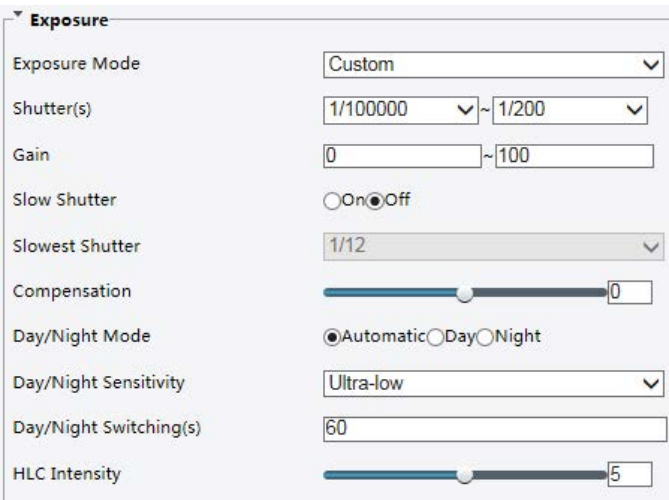 Exposure
Exposure Mode Custom
Shutter(s) 1/100000 ~ 1/200
Gain 0 ~ 100
Slow Shutter On Off
Slowest Shutter 1/12
Compensation 0
Day/Night Mode Automatic Day Night
Day/Night Sensitivity Ultra-low
Day/Night Switching(s) 60
HLC Intensity 5